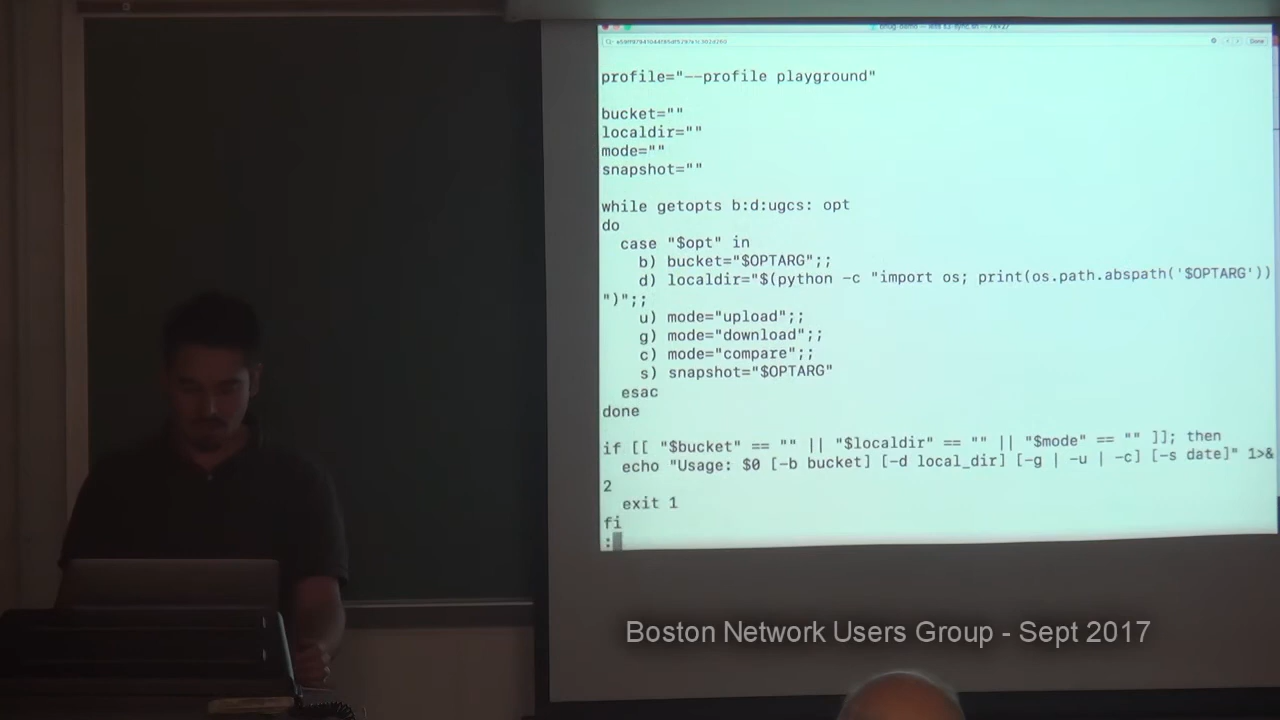 profile="--profile playground"
bucket=""
localdir=""
mode=""
snapshot=""
while getopts b:d:ugcs: opt
do
case "$opt" in
b) bucket="$OPTARG";;
d) localdir="$(python -c "import os; print(os.path.abspath('$OPTARG'))
")";;
u) mode="upload";;
g) mode="download";;
c) mode="compare";;
s) snapshot="$OPTARG"
esac
done
if [[ "$bucket" == "" || "$localdir" == "" || "$mode" == "" ]]; then
echo "Usage: $0 [-b bucket] [-d local_dir] [-g | -u | -c] [-s date]" 1>&
2
exit 1
fi
:
Boston Network Users Group - Sept 2017